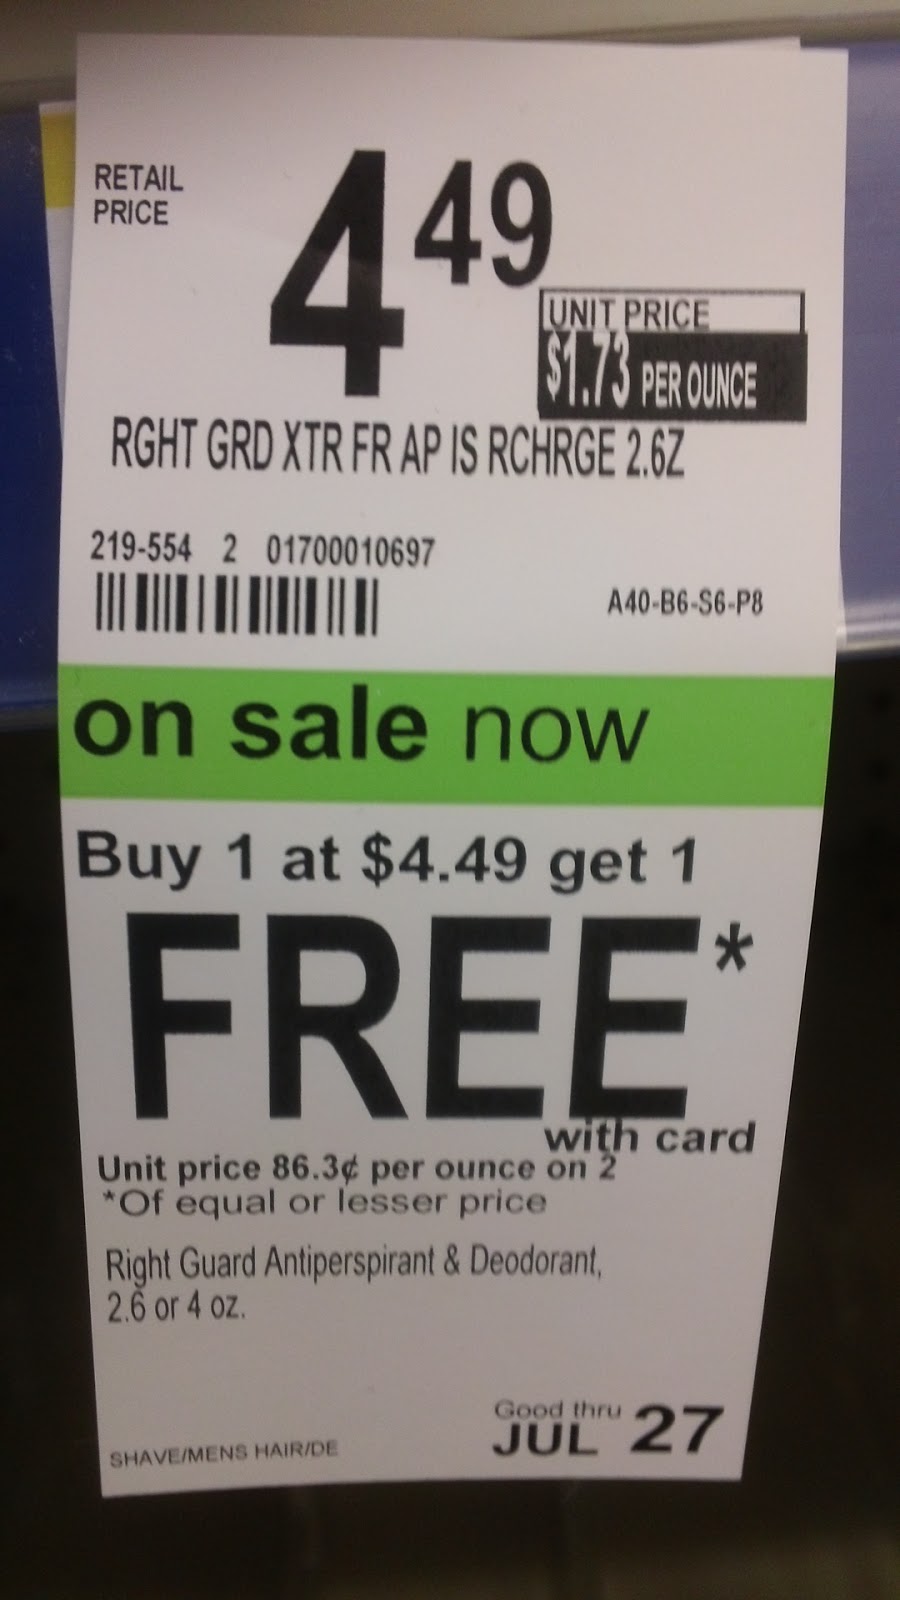 RETAIL
PRICE
4 49
UNIT PRICE
$1.73 PER OUNCE
RGHT GRD XTR FR AP IS RCHRGE 2.6Z
219-554 2 01700010697
A40-B6-S6-P8
on sale now
Buy 1 at $4.49 get 1
FREE*
with card
Unit price 86.3¢ per ounce on 2
*Of equal or lesser price
Right Guard Antiperspirant & Deodorant,
2.6 or 4 oz.
Good thru
JUL 27
SHAVE/MENS HAIR/DE